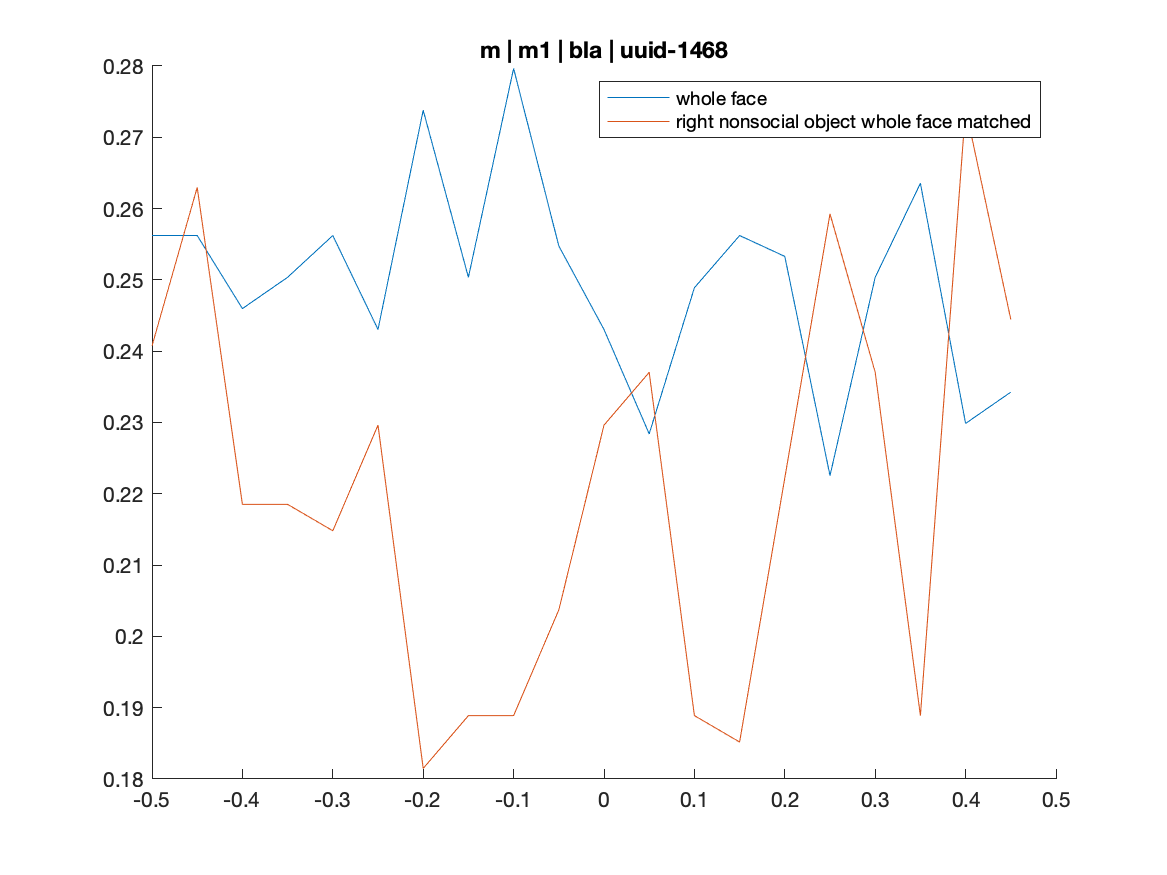 m | m1 | bla | uuid-1468
whole face
right nonsocial object whole face matched
0.28
0.27
0.26
0.25
0.24
0.23
0.22
0.21
0.2
0.19
0.18
-0.5 -0.4 -0.3 -0.2 -0.1 0 0.1 0.2 0.3 0.4 0.5